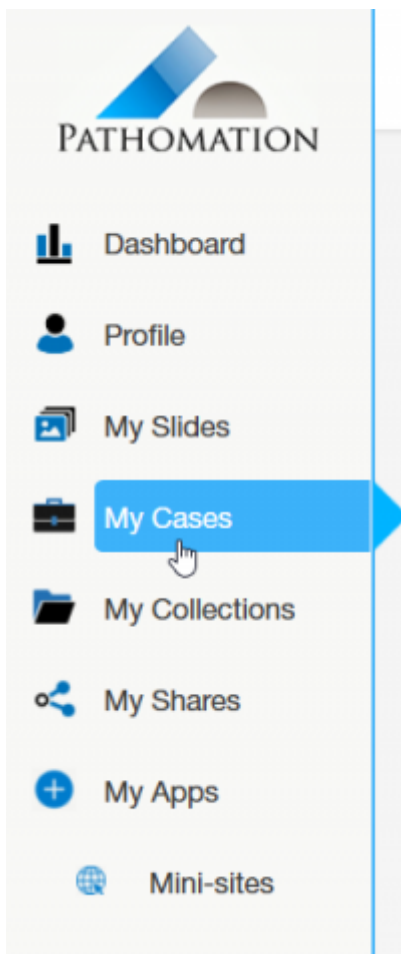 PATHOMATION
Dashboard
Profile
My Slides
My Cases
My Collections
My Shares
My Apps
Mini-sites